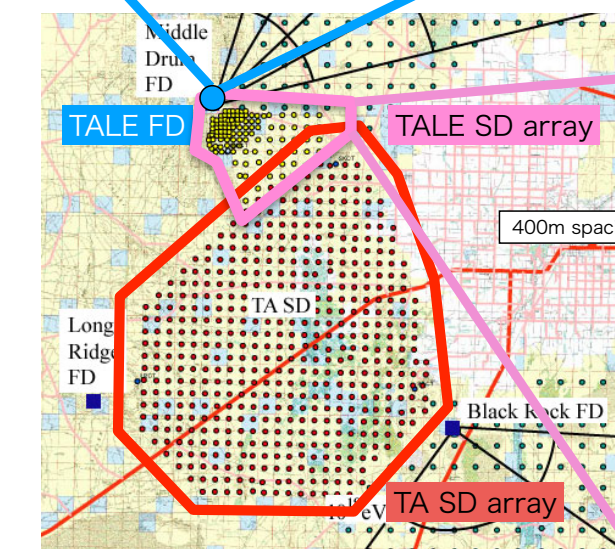 Middle
Drum
FD
TALE FD
TALE SD array
400m spac
TA SD
Long
Ridge
FD
Black Rock FD
eV
TA SD array